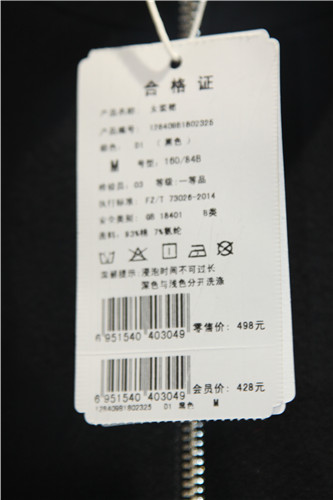 合格证
产品名称: 女套裙
产品编号: 12640981802325
颜色: 01 (黑色)
M 号型: 160/84B
检验员: 03 等级: 一等品
执行标准: FZ/T 73026-2014
安全类别: GB 18401 B类
面料: 93%棉 7%氨纶
温馨提示: 浸泡时间不可过长
深色与浅色分开洗涤
6 951540 403049
零售价: 498元
6 951540 403049
会员价: 428元
12640981802325 01 黑色 M